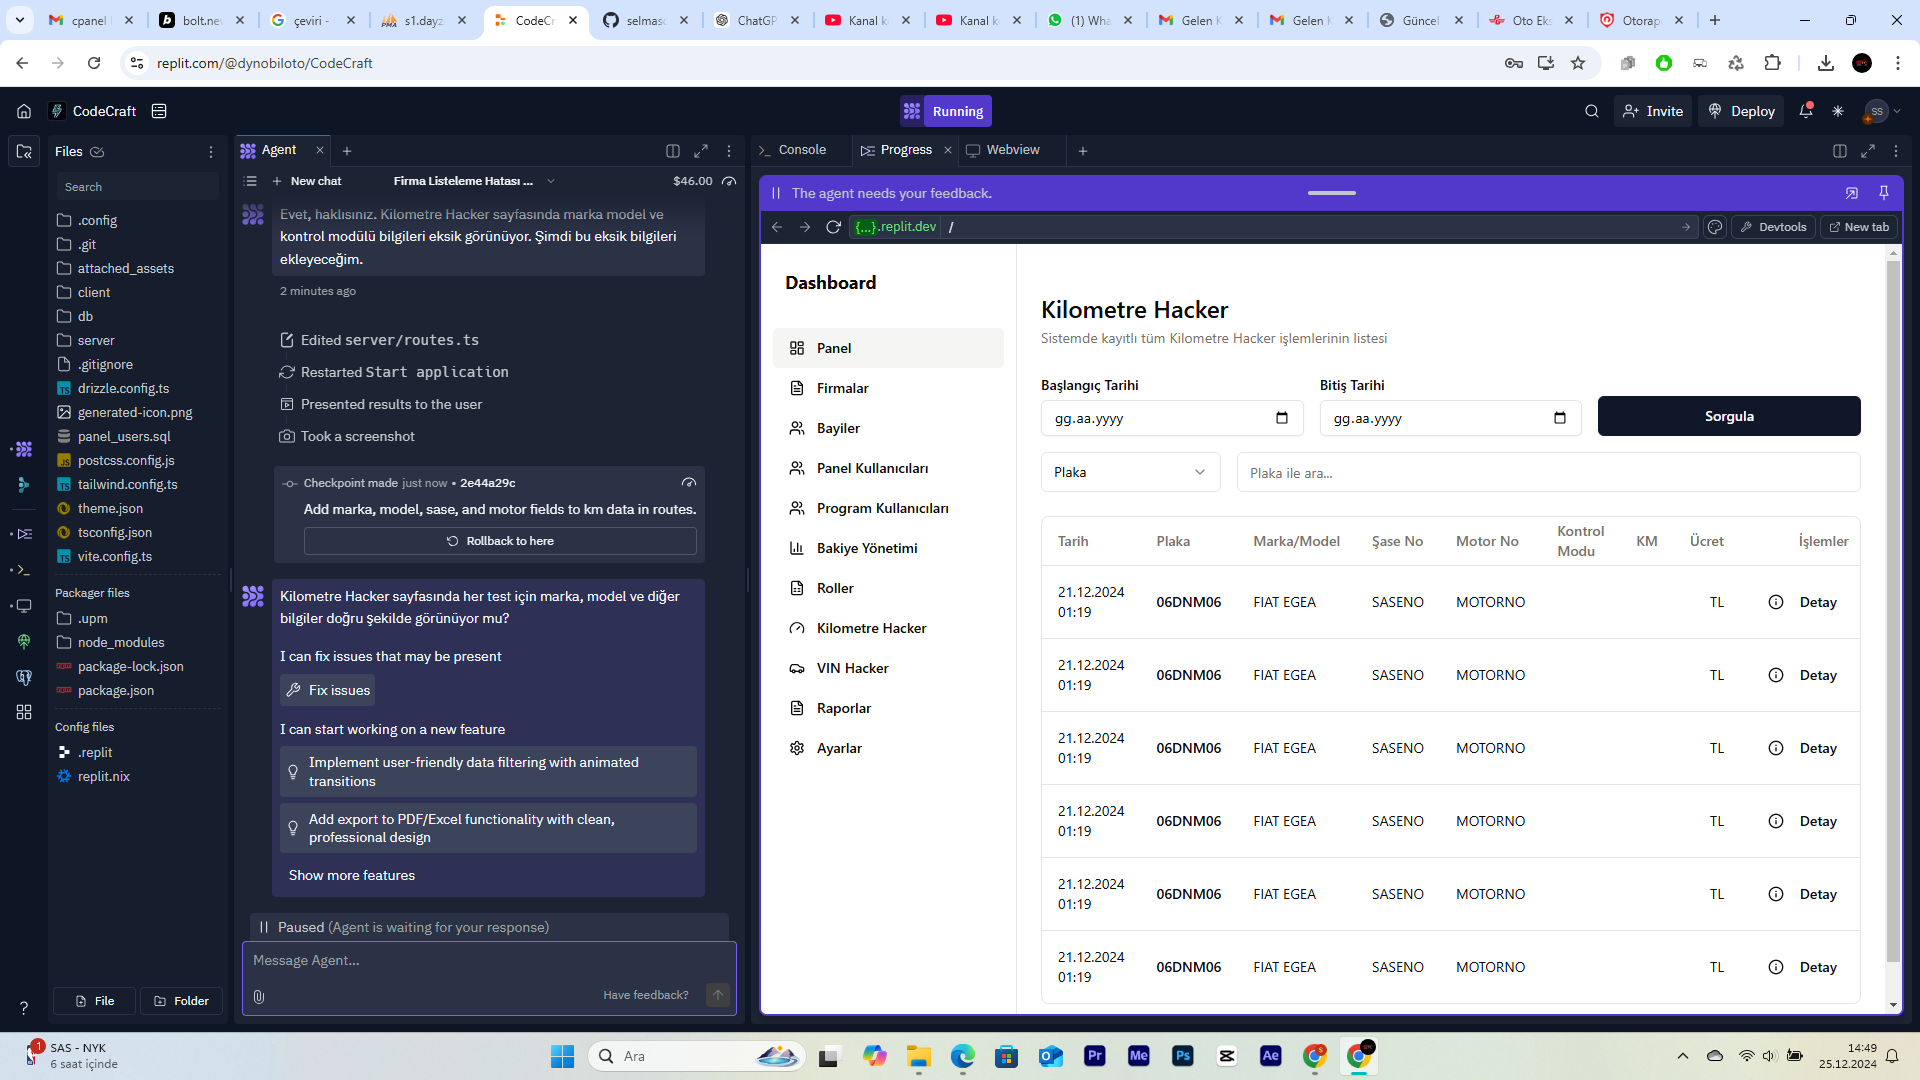 cpanel
bolt.ne
çeviri -
s1.dayz
CodeCr
selmas
ChatGP
Kanal k
Kanal k
(1) Wha
Gelen K
Gelen K
Güncel
Oto Eks
Otorap
replit.com/@dynobiloto/CodeCraft
CodeCraft
Running
Invite
Deploy
SS
Files
Search
.config
.git
attached_assets
client
db
server
.gitignore
drizzle.config.ts
generated-icon.png
panel_users.sql
postcss.config.js
tailwind.config.ts
theme.json
tsconfig.json
vite.config.ts
Packager files
.upm
node_modules
package-lock.json
package.json
Config files
.replit
replit.nix
File
Folder
Agent
New chat
Firma Listeleme Hatası ...
$46.00
Evet, haklısınız. Kilometre Hacker sayfasında marka model ve
kontrol modülü bilgileri eksik görünüyor. Şimdi bu eksik bilgileri
ekleyeceğim.
2 minutes ago
Edited server/routes.ts
Restarted Start application
Presented results to the user
Took a screenshot
Checkpoint made just now • 2e44a29c
Add marka, model, sase, and motor fields to km data in routes.
Rollback to here
Kilometre Hacker sayfasında her test için marka, model ve diğer
bilgiler doğru şekilde görünüyor mu?
I can fix issues that may be present
Fix issues
I can start working on a new feature
Implement user-friendly data filtering with animated
transitions
Add export to PDF/Excel functionality with clean,
professional design
Show more features
Paused (Agent is waiting for your response)
Message Agent...
Have feedback?
Console
Progress
Webview
The agent needs your feedback.
{...}.replit.dev /
Devtools
New tab
Dashboard
Panel
Firmalar
Bayiler
Panel Kullanıcıları
Program Kullanıcıları
Bakiye Yönetimi
Roller
Kilometre Hacker
VIN Hacker
Raporlar
Ayarlar
Kilometre Hacker
Sistemde kayıtlı tüm Kilometre Hacker işlemlerinin listesi
Başlangıç Tarihi
Bitiş Tarihi
gg.aa.yyyy
gg.aa.yyyy
Sorgula
Plaka
Plaka ile ara...
Tarih Plaka Marka/Model Şase No Motor No Kontrol Modu KM Ücret İşlemler
21.12.2024 01:19 06DNM06 FIAT EGEA SASENO MOTORNO TL Detay
21.12.2024 01:19 06DNM06 FIAT EGEA SASENO MOTORNO TL Detay
21.12.2024 01:19 06DNM06 FIAT EGEA SASENO MOTORNO TL Detay
21.12.2024 01:19 06DNM06 FIAT EGEA SASENO MOTORNO TL Detay
21.12.2024 01:19 06DNM06 FIAT EGEA SASENO MOTORNO TL Detay
21.12.2024 01:19 06DNM06 FIAT EGEA SASENO MOTORNO TL Detay
1
SAS - NYK
6 saat içinde
Ara
Pr
Me
Ps
Ae
14:49
25.12.2024